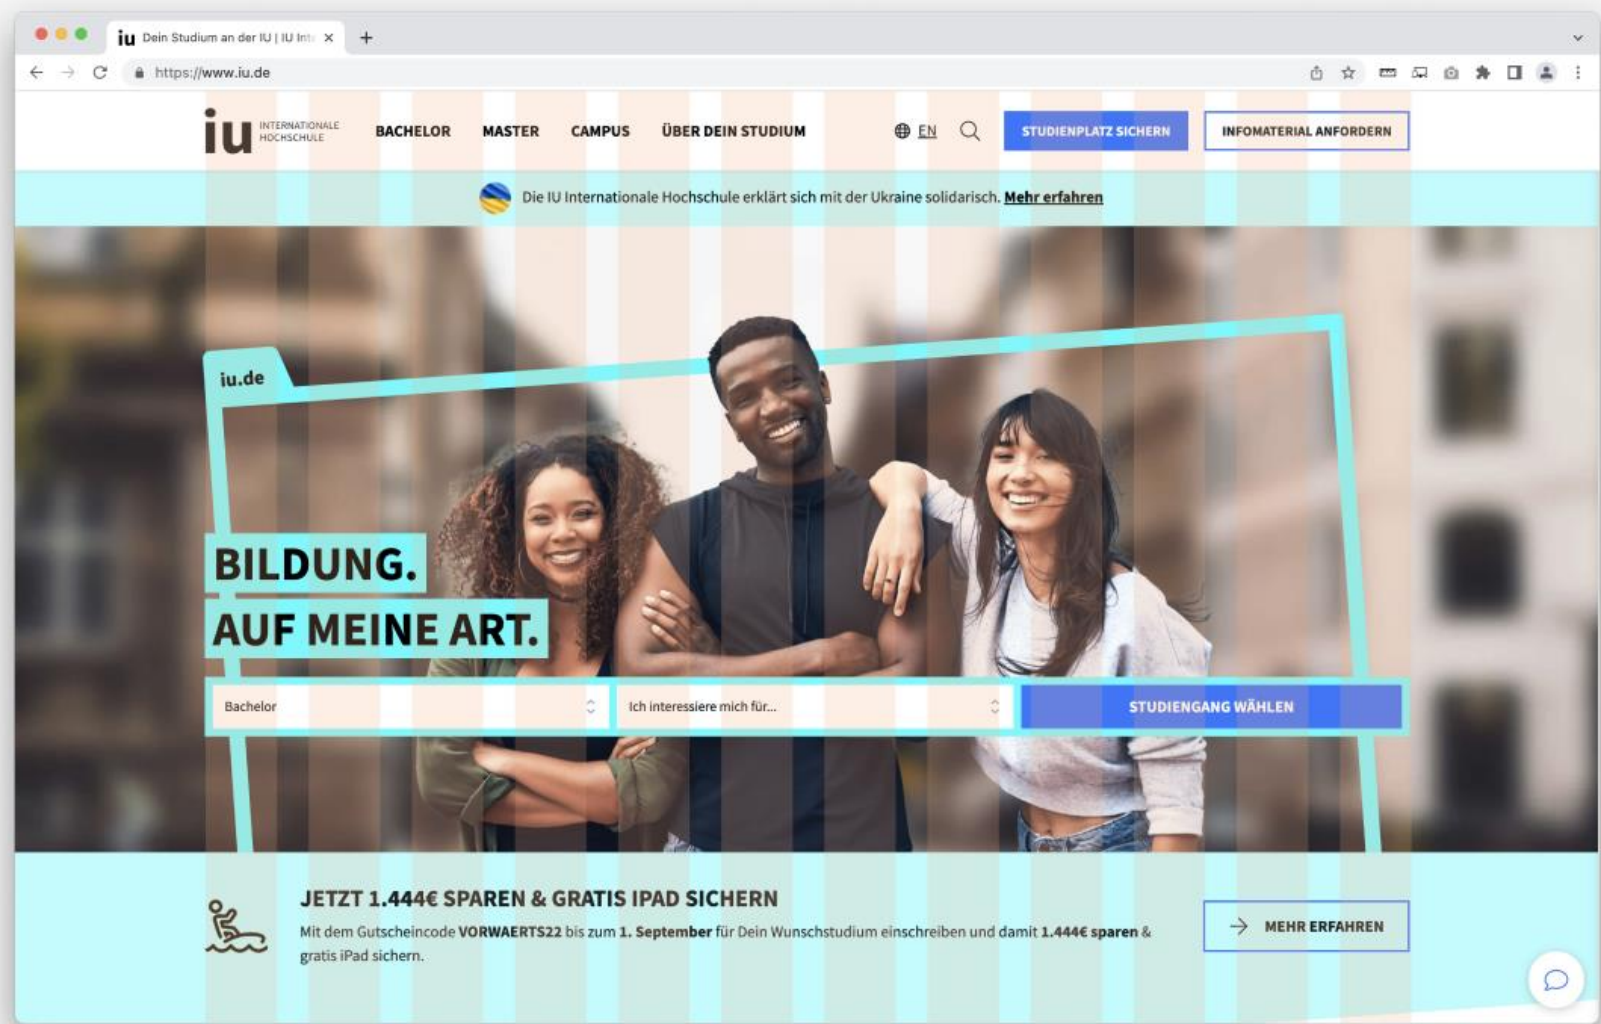 iu Dein Studium an der IU | IU Int
https://www.iu.de
iu INTERNATIONALE
HOCHSCHULE
BACHELOR MASTER CAMPUS ÜBER DEIN STUDIUM EN STUDIENPLATZ SICHERN INFOMATERIAL ANFORDERN
Die IU Internationale Hochschule erklärt sich mit der Ukraine solidarisch. Mehr erfahren
iu.de
BILDUNG.
AUF MEINE ART.
Bachelor Ich interessiere mich für... STUDIENGANG WÄHLEN
JETZT 1.444€ SPAREN & GRATIS IPAD SICHERN
Mit dem Gutscheincode VORWAERTS22 bis zum 1. September für Dein Wunschstudium einschreiben und damit 1.444€ sparen &
gratis iPad sichern.
MEHR ERFAHREN